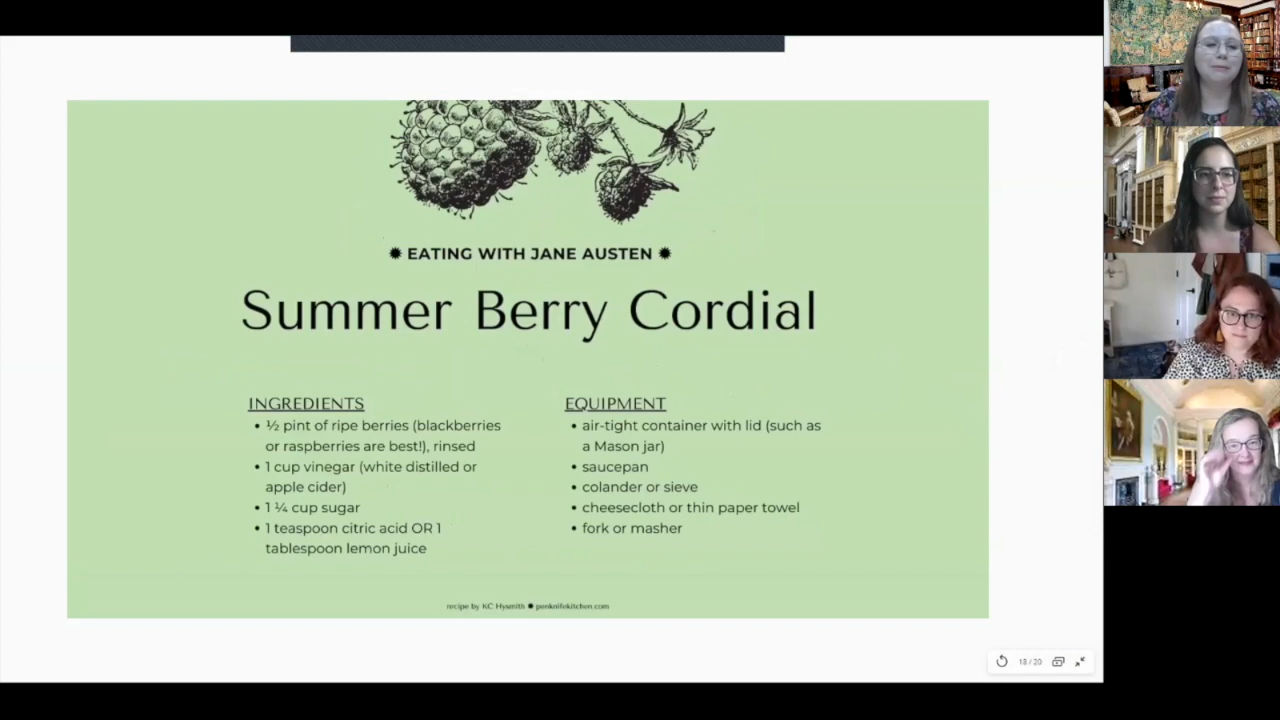 ✹ EATING WITH JANE AUSTEN ✹
Summer Berry Cordial
INGREDIENTS
• ½ pint of ripe berries (blackberries
or raspberries are best!), rinsed
• 1 cup vinegar (white distilled or
apple cider)
• 1 ¼ cup sugar
• 1 teaspoon citric acid OR 1
tablespoon lemon juice
EQUIPMENT
• air-tight container with lid (such as
a Mason jar)
• saucepan
• colander or sieve
• cheesecloth or thin paper towel
• fork or masher
recipe by KC Hysmith ✹ penknifekitchen.com
18 / 20